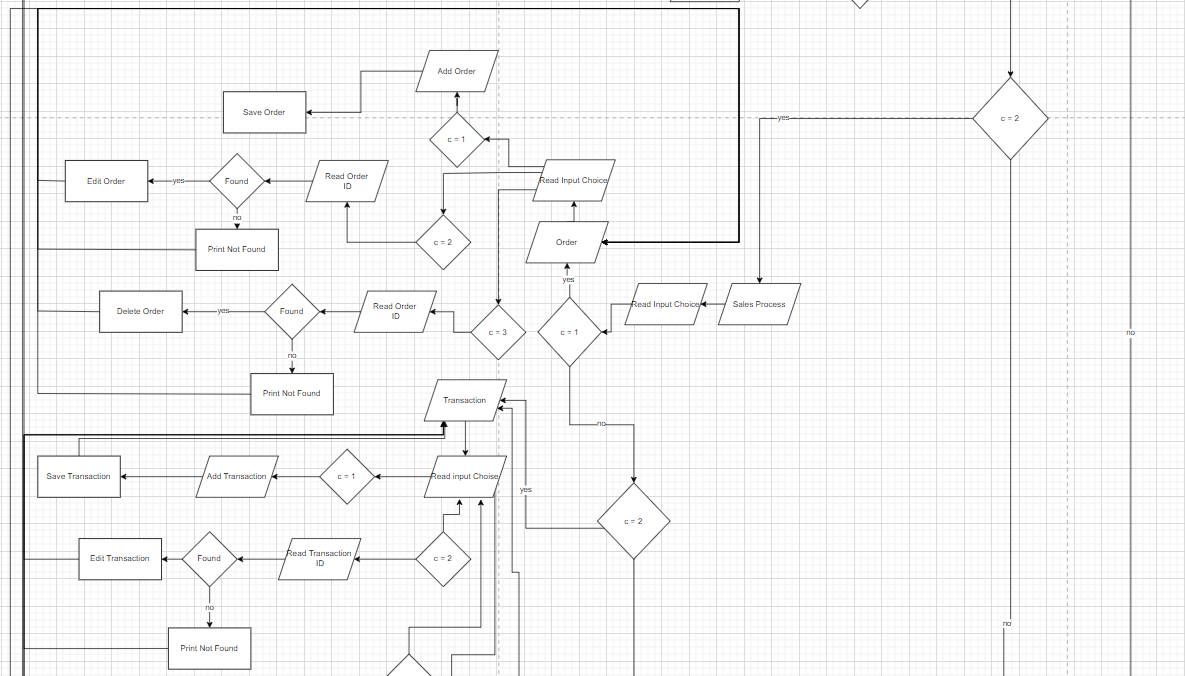 Add Order
Save Order
c = 1
c = 2
yes
Edit Order
yes
Found
Read Order
ID
Read Input Choice
no
Print Not Found
c = 2
Order
yes
Delete Order
yes
Found
Read Order
ID
c = 3
c = 1
Read Input Choice
Sales Process
no
no
Print Not Found
Transaction
no
Save Transaction
Add Transaction
c = 1
Read input Choise
yes
c = 2
Edit Transaction
Found
Read Transaction
ID
c = 2
no
no
Print Not Found